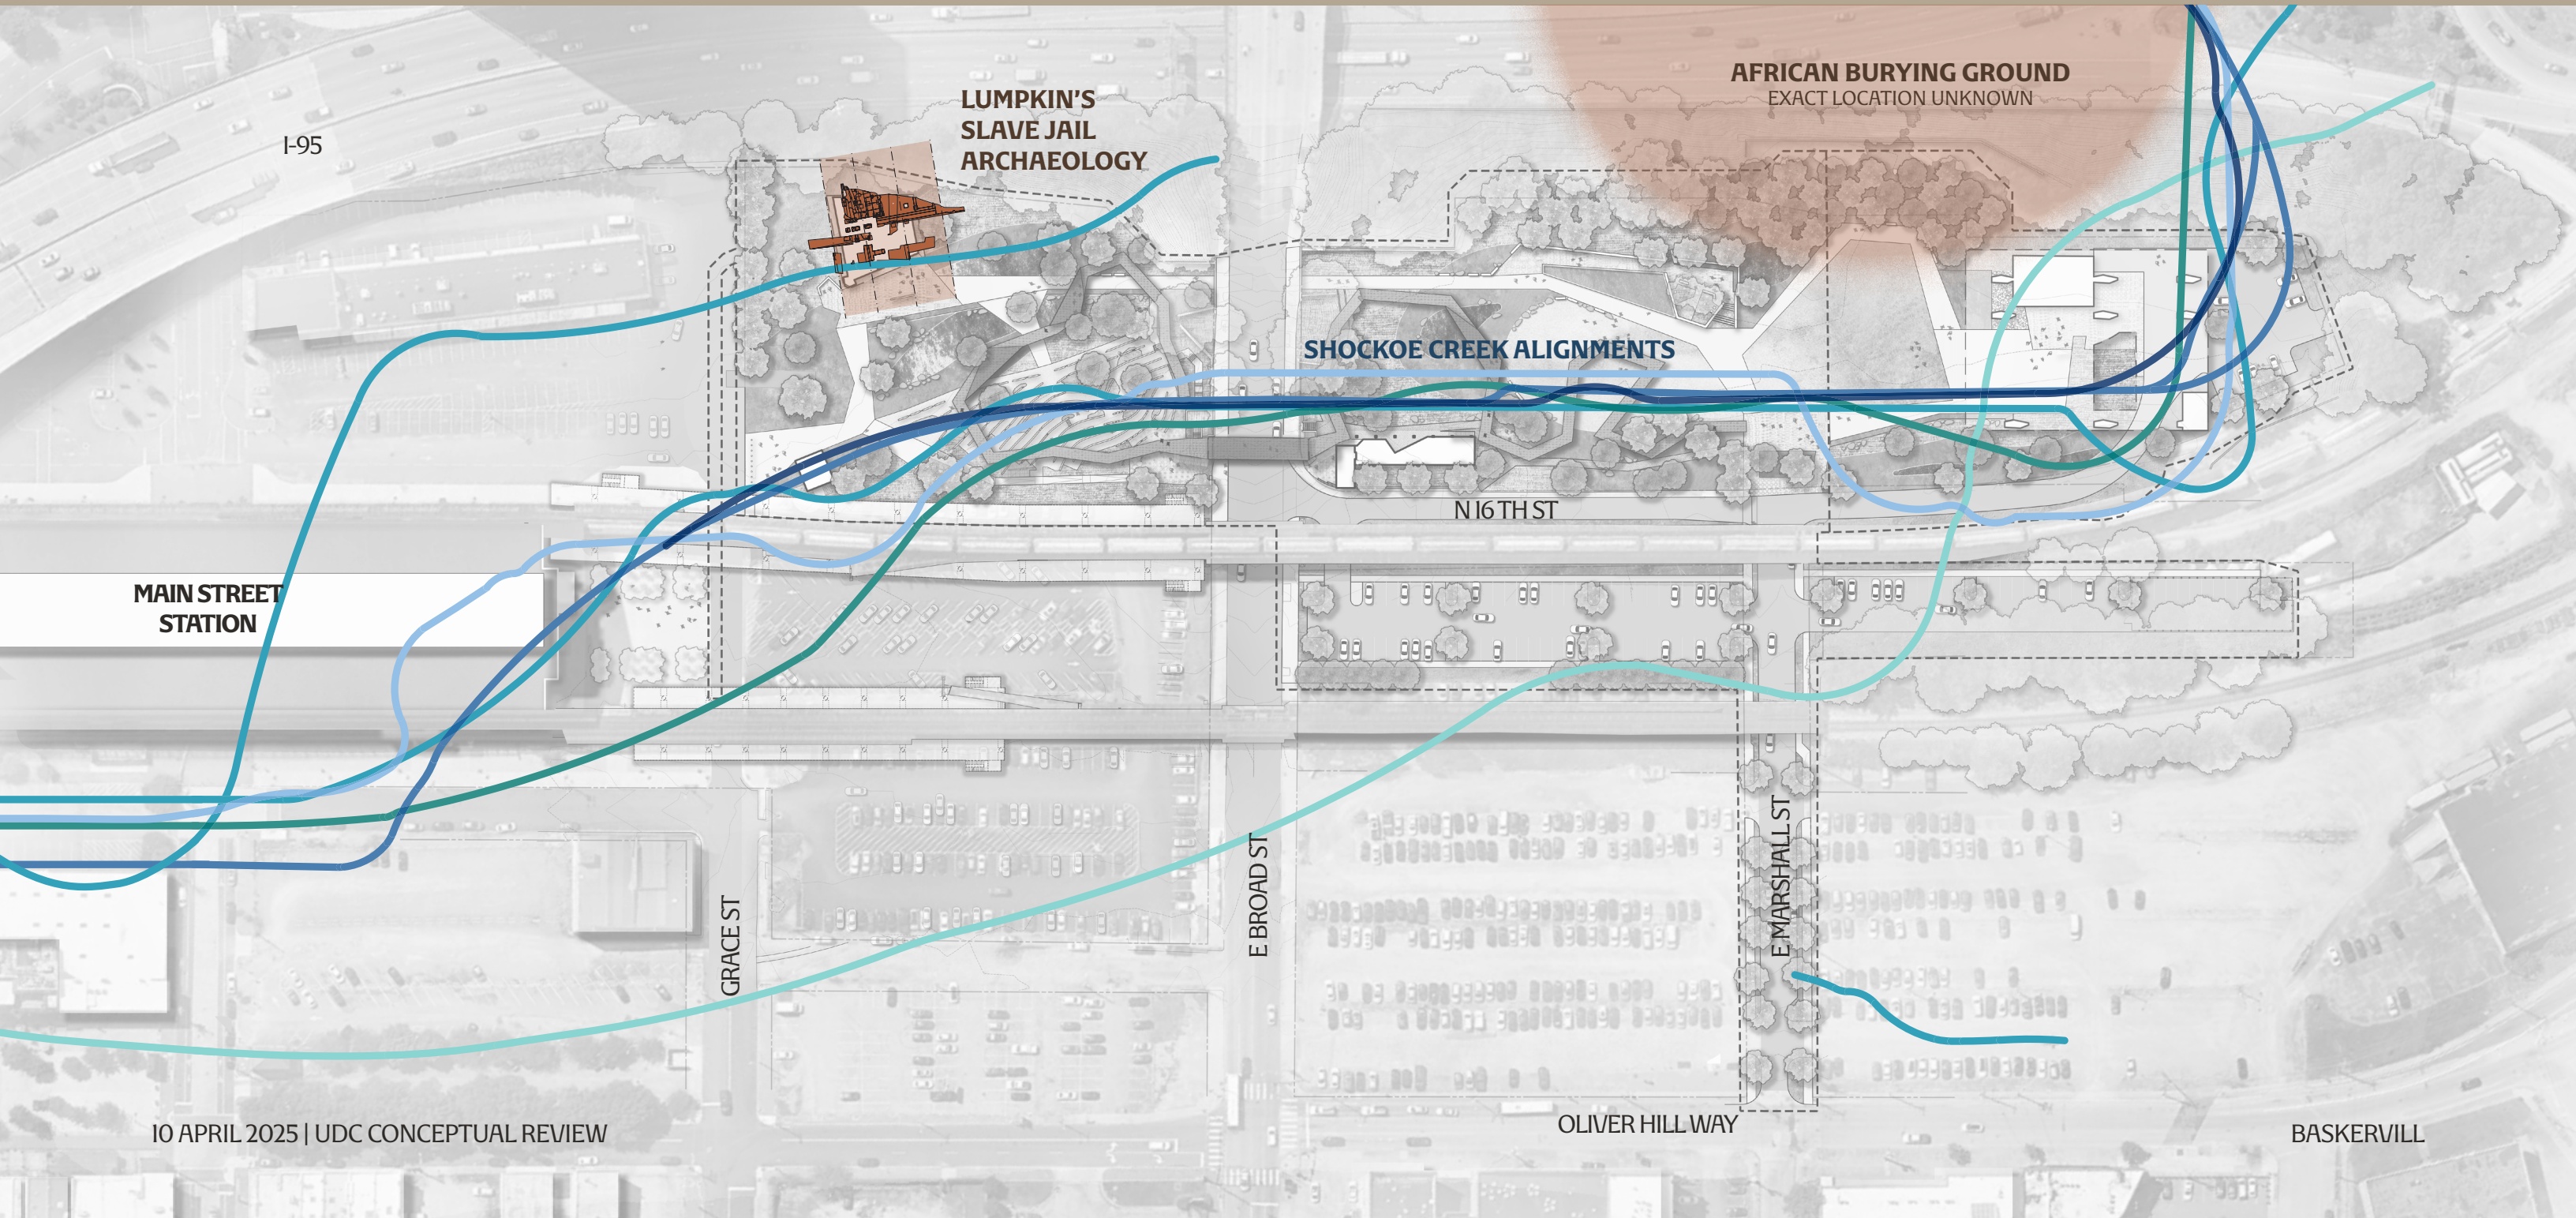 AFRICAN BURYING GROUND
EXACT LOCATION UNKNOWN
LUMPKIN'S
SLAVE JAIL
ARCHAEOLOGY
I-95
SHOCKOE CREEK ALIGNMENTS
N 16TH ST
MAIN STREET
STATION
GRACE ST
E BROAD ST
E MARSHALL ST
OLIVER HILL WAY
10 APRIL 2025 | UDC CONCEPTUAL REVIEW
BASKERVILL